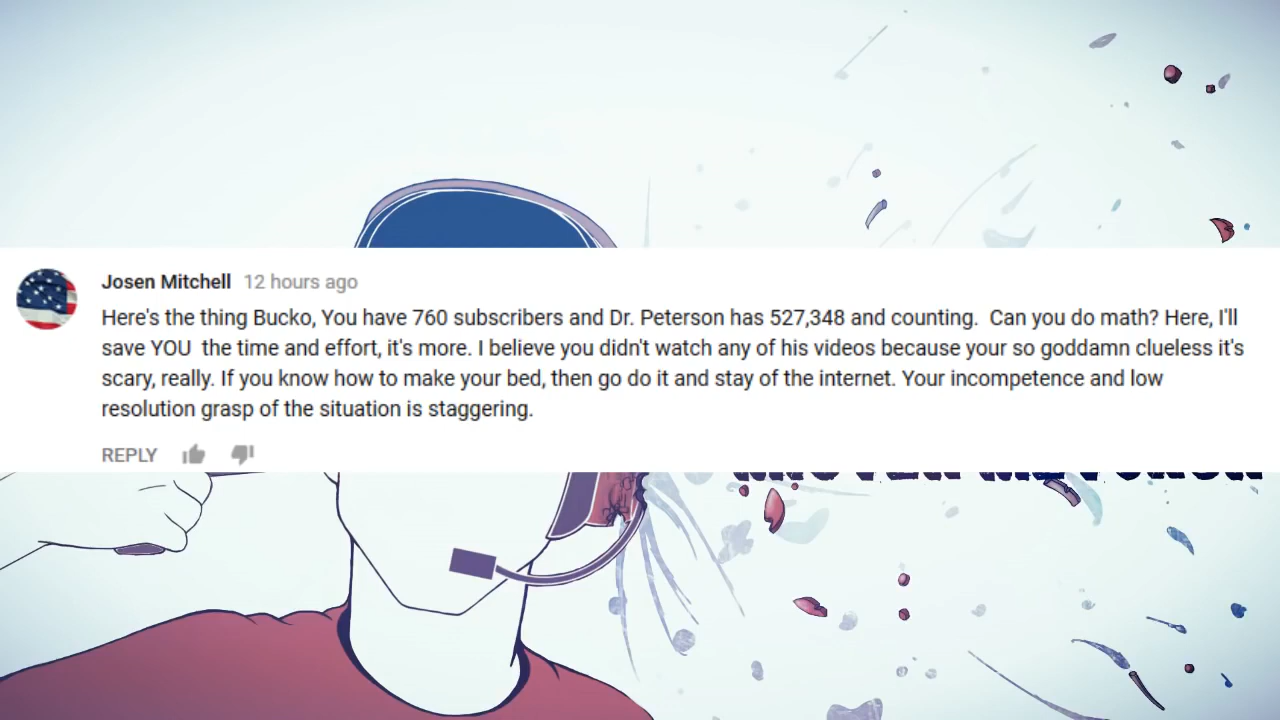 Josen Mitchell 12 hours ago
Here's the thing Bucko, You have 760 subscribers and Dr. Peterson has 527,348 and counting.  Can you do math? Here, I'll
save YOU  the time and effort, it's more. I believe you didn't watch any of his videos because your so goddamn clueless it's
scary, really. If you know how to make your bed, then go do it and stay of the internet. Your incompetence and low
resolution grasp of the situation is staggering.
REPLY